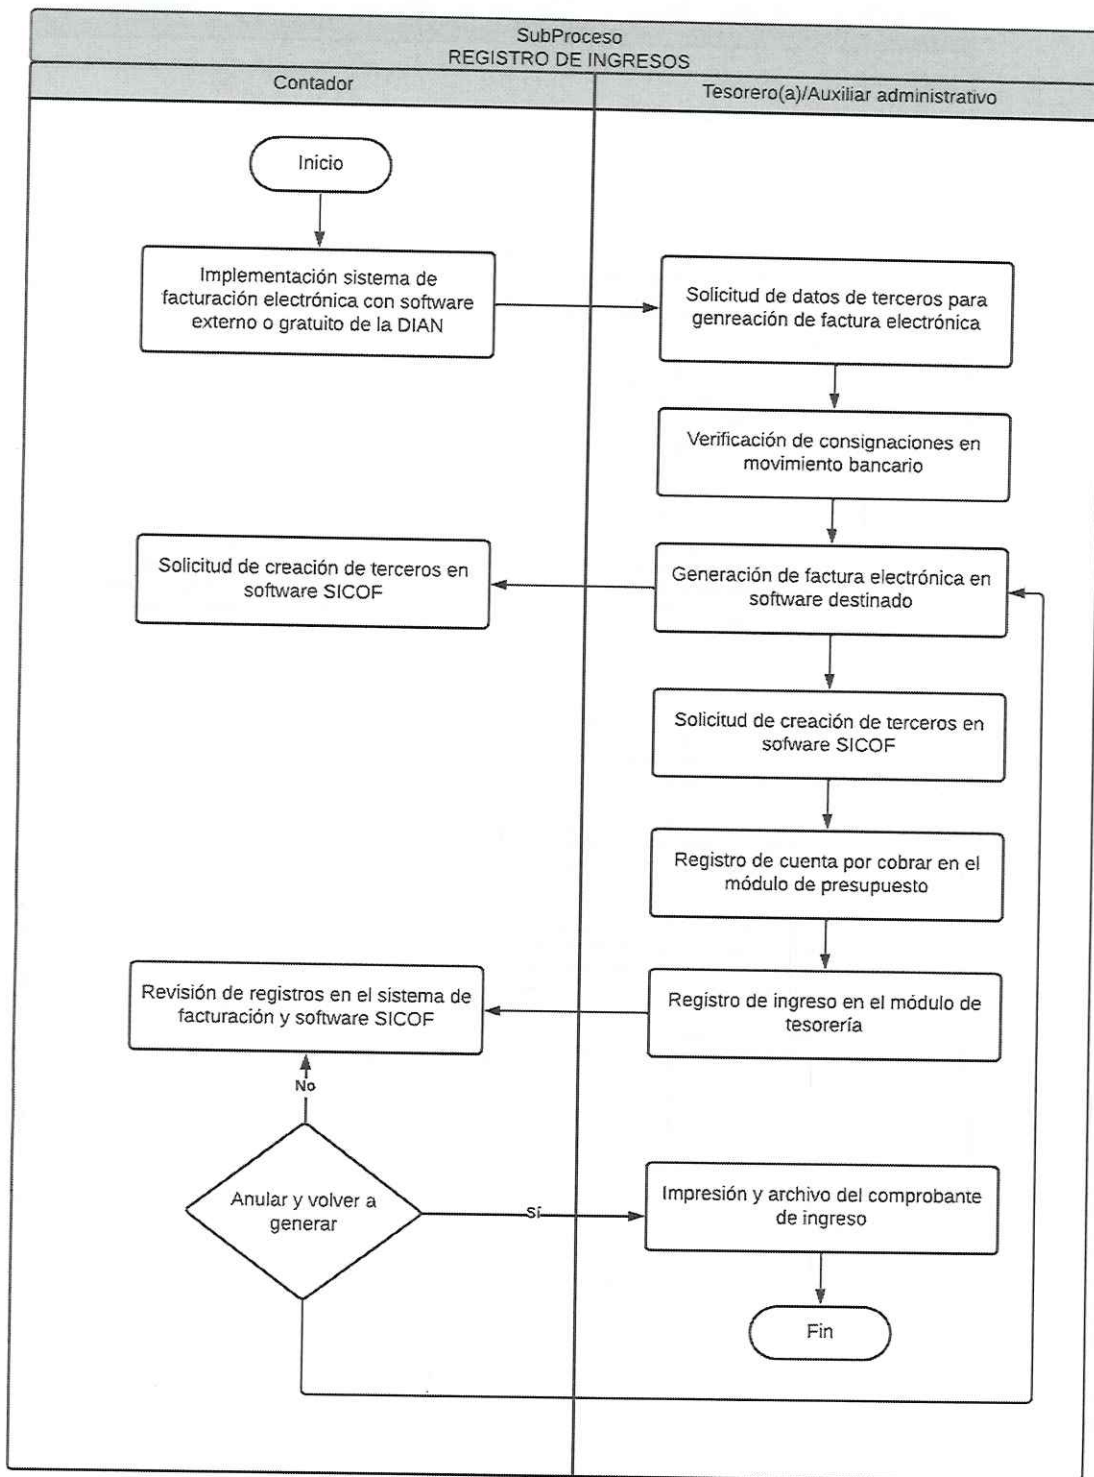 SubProceso
REGISTRO DE INGRESOS
Contador
Tesorero(a)/Auxiliar administrativo
Inicio
Implementación sistema de
facturación electrónica con software
externo o gratuito de la DIAN
Solicitud de datos de terceros para
genreación de factura electrónica
Verificación de consignaciones en
movimiento bancario
Solicitud de creación de terceros en
software SICOF
Generación de factura electrónica en
software destinado
Solicitud de creación de terceros en
sofware SICOF
Registro de cuenta por cobrar en el
módulo de presupuesto
Revisión de registros en el sistema de
facturación y software SICOF
Registro de ingreso en el módulo de
tesorería
No
Anular y volver a
generar
Sí
Impresión y archivo del comprobante
de ingreso
Fin